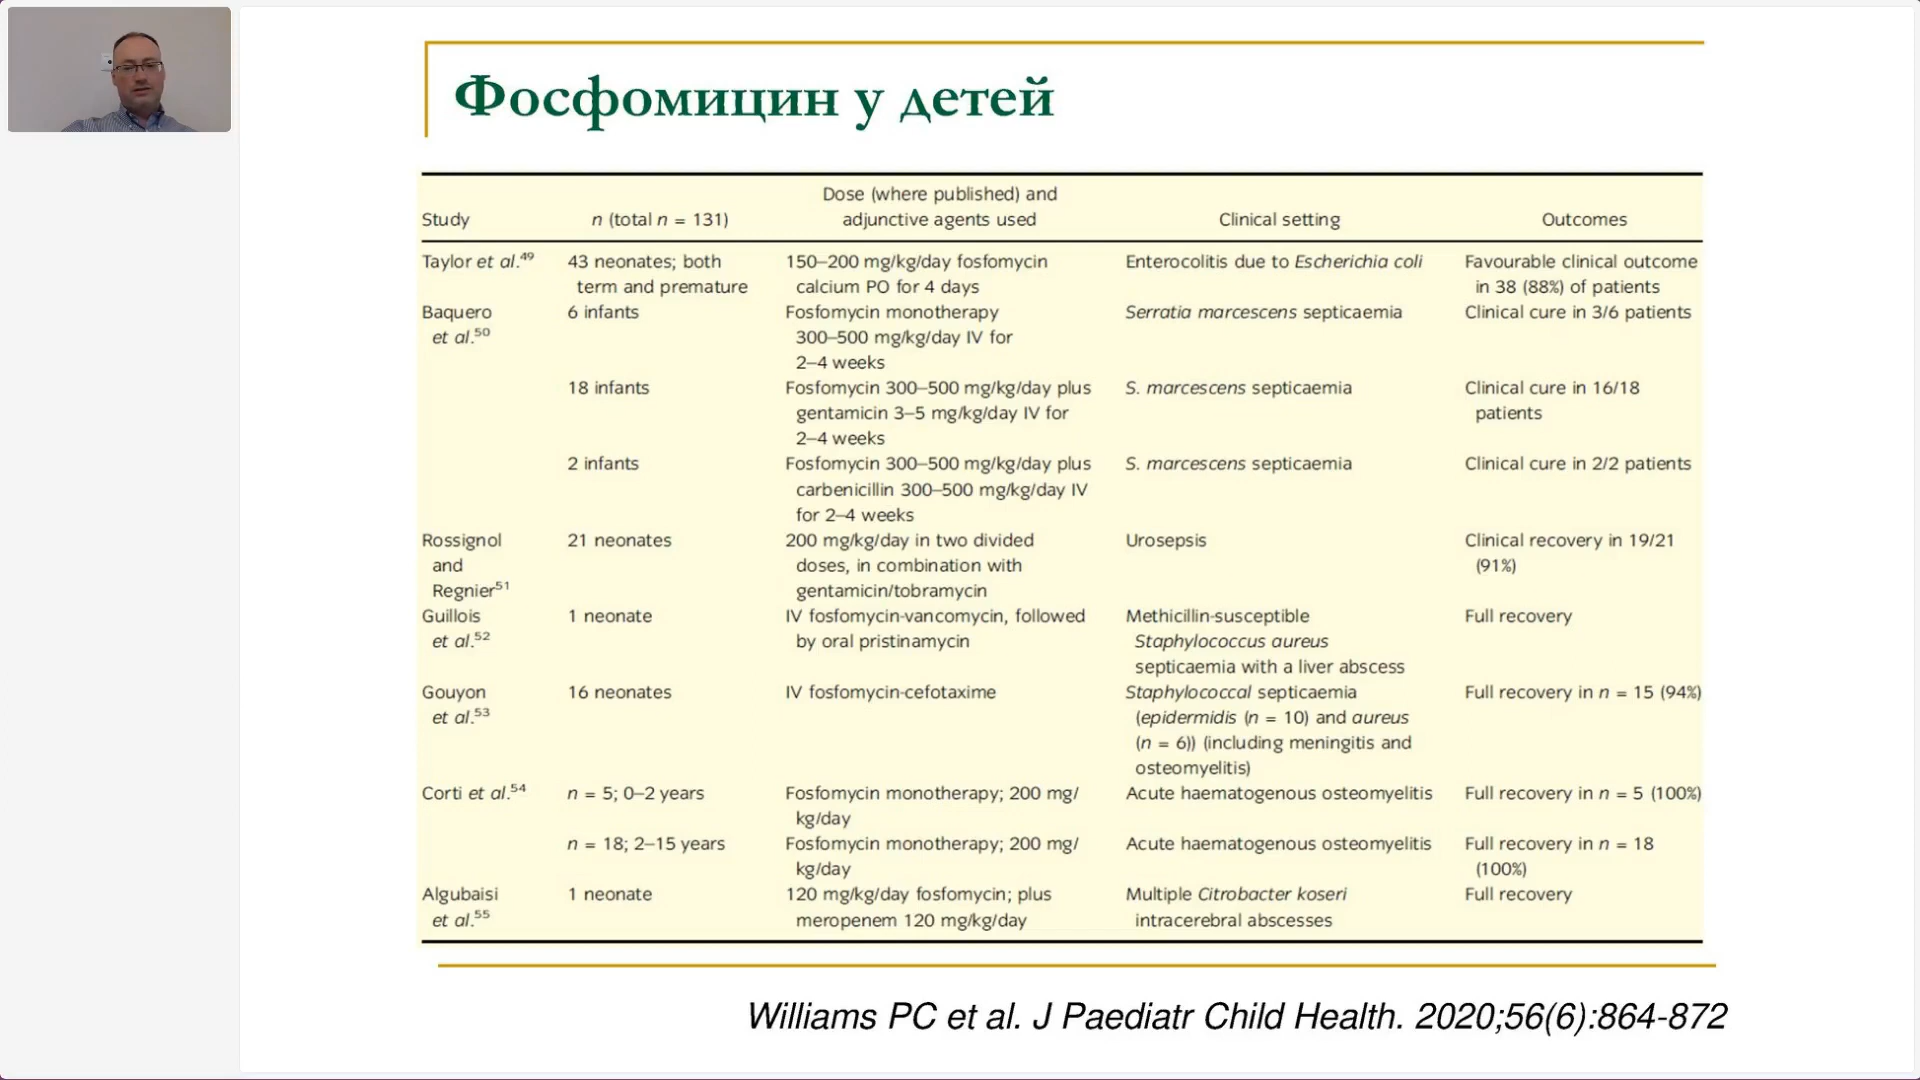 Фосфомицин у детей
Dose (where published) and
Study n (total n = 131) adjunctive agents used Clinical setting Outcomes
Taylor et al.49 43 neonates; both 150–200 mg/kg/day fosfomycin Enterocolitis due to Escherichia coli Favourable clinical outcome
term and premature calcium PO for 4 days in 38 (88%) of patients
Baquero 6 infants Fosfomycin monotherapy Serratia marcescens septicaemia Clinical cure in 3/6 patients
et al.50 300–500 mg/kg/day IV for
2–4 weeks
18 infants Fosfomycin 300–500 mg/kg/day plus S. marcescens septicaemia Clinical cure in 16/18
gentamicin 3–5 mg/kg/day IV for patients
2–4 weeks
2 infants Fosfomycin 300–500 mg/kg/day plus S. marcescens septicaemia Clinical cure in 2/2 patients
carbenicillin 300–500 mg/kg/day IV
for 2–4 weeks
Rossignol 21 neonates 200 mg/kg/day in two divided Urosepsis Clinical recovery in 19/21
and doses, in combination with (91%)
Regnier51 gentamicin/tobramycin
Guillois 1 neonate IV fosfomycin-vancomycin, followed Methicillin-susceptible Full recovery
et al.52 by oral pristinamycin Staphylococcus aureus
septicaemia with a liver abscess
Gouyon 16 neonates IV fosfomycin-cefotaxime Staphylococcal septicaemia Full recovery in n = 15 (94%)
et al.53 (epidermidis (n = 10) and aureus
(n = 6)) (including meningitis and
osteomyelitis)
Corti et al.54 n = 5; 0–2 years Fosfomycin monotherapy; 200 mg/ Acute haematogenous osteomyelitis Full recovery in n = 5 (100%)
kg/day
n = 18; 2–15 years Fosfomycin monotherapy; 200 mg/ Acute haematogenous osteomyelitis Full recovery in n = 18
kg/day (100%)
Algubaisi 1 neonate 120 mg/kg/day fosfomycin; plus Multiple Citrobacter koseri Full recovery
et al.55 meropenem 120 mg/kg/day intracerebral abscesses
Williams PC et al. J Paediatr Child Health. 2020;56(6):864-872